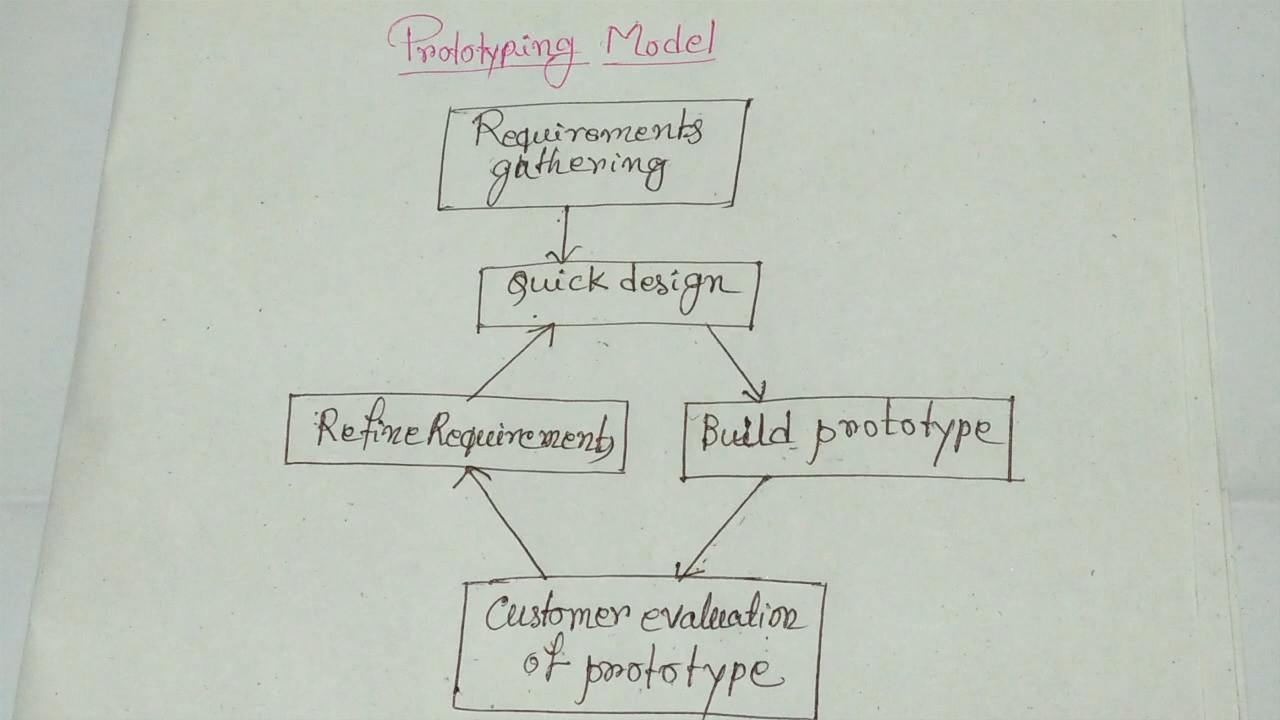 Prototyping Model
Requirements
gathering
Quick design
Refine Requirements
Build prototype
Customer evaluation
of prototype